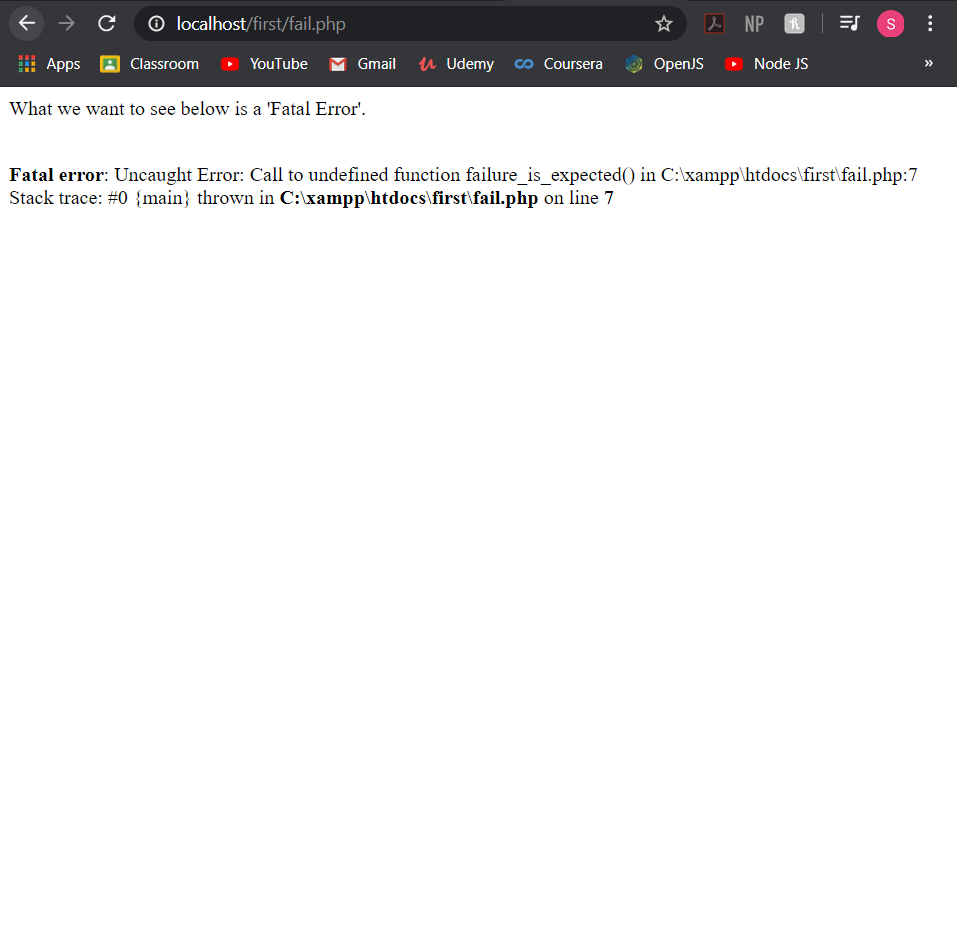 localhost/first/fail.php
NP
h
S
Apps Classroom YouTube Gmail Udemy Coursera OpenJS Node JS »
What we want to see below is a 'Fatal Error'.
Fatal error: Uncaught Error: Call to undefined function failure_is_expected() in C:\xampp\htdocs\first\fail.php:7
Stack trace: #0 {main} thrown in C:\xampp\htdocs\first\fail.php on line 7